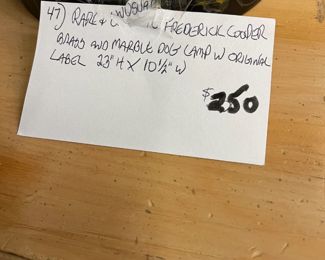 47) RARE & FREDERICK COOPER
BRASS AND MARBLE DOG LAMP W ORIGINAL
LABEL 23" H X 10 1/2" W
$250